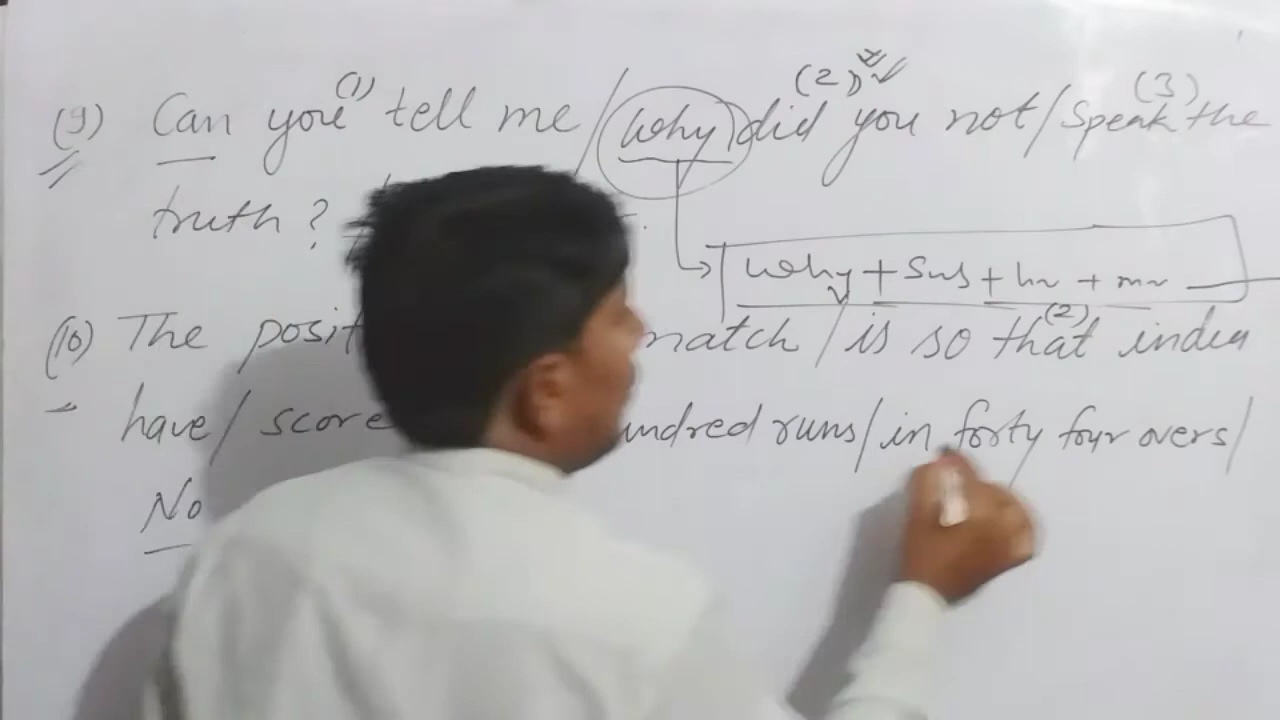 (1) (2) (3)
(9) Can you tell me / why did you not / speak the
truth?
why + Sub + hv + mv
(10) The posit match / is so that india
(2)
have / score undred runs / in forty four overs /
No